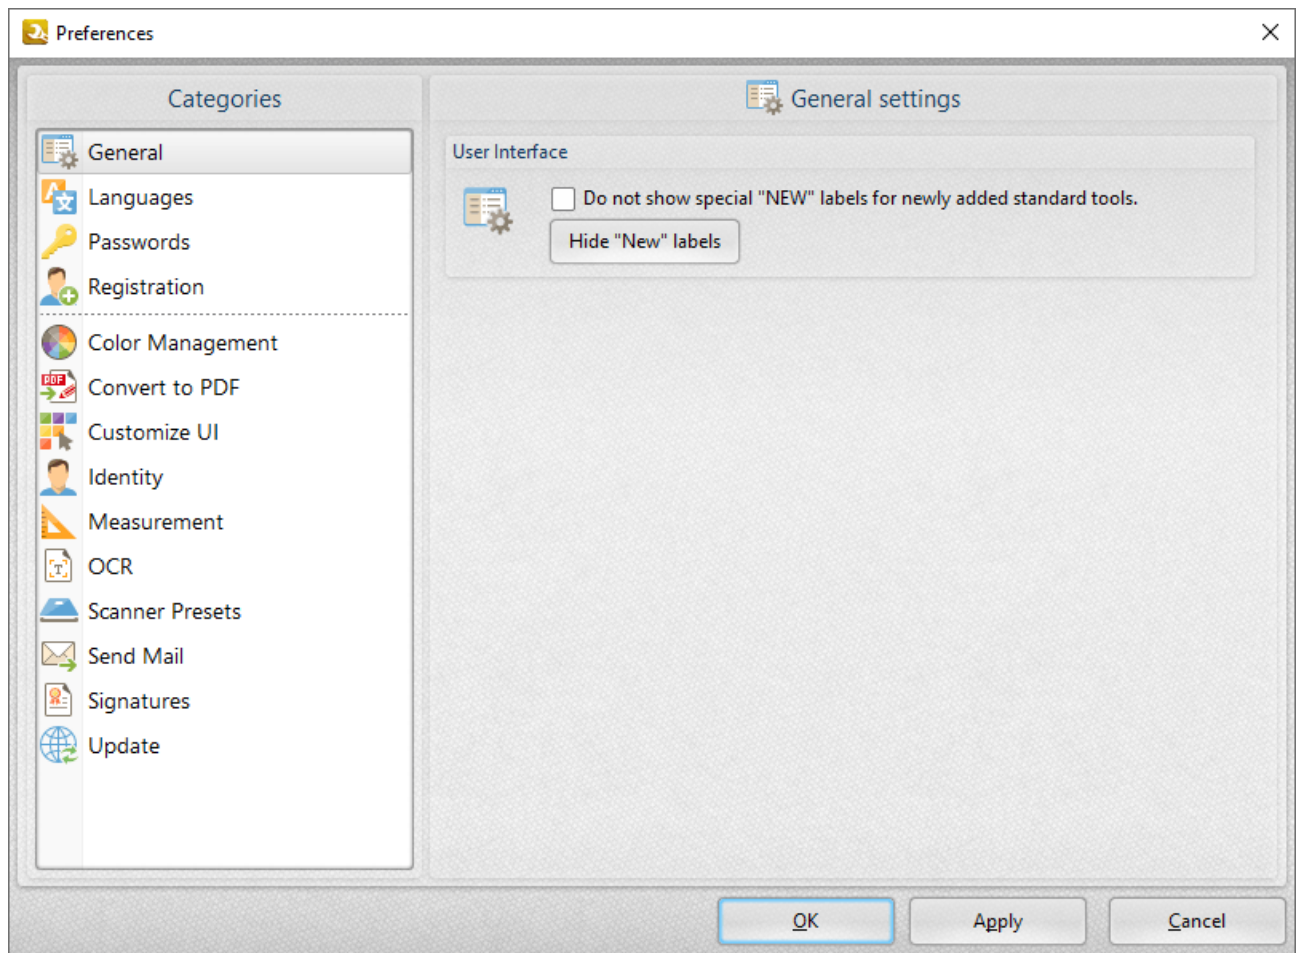 Preferences
Categories
General
Languages
Passwords
Registration
Color Management
Convert to PDF
Customize UI
Identity
Measurement
OCR
Scanner Presets
Send Mail
Signatures
Update
General settings
User Interface
Do not show special "NEW" labels for newly added standard tools.
Hide "New" labels
OK
Apply
Cancel